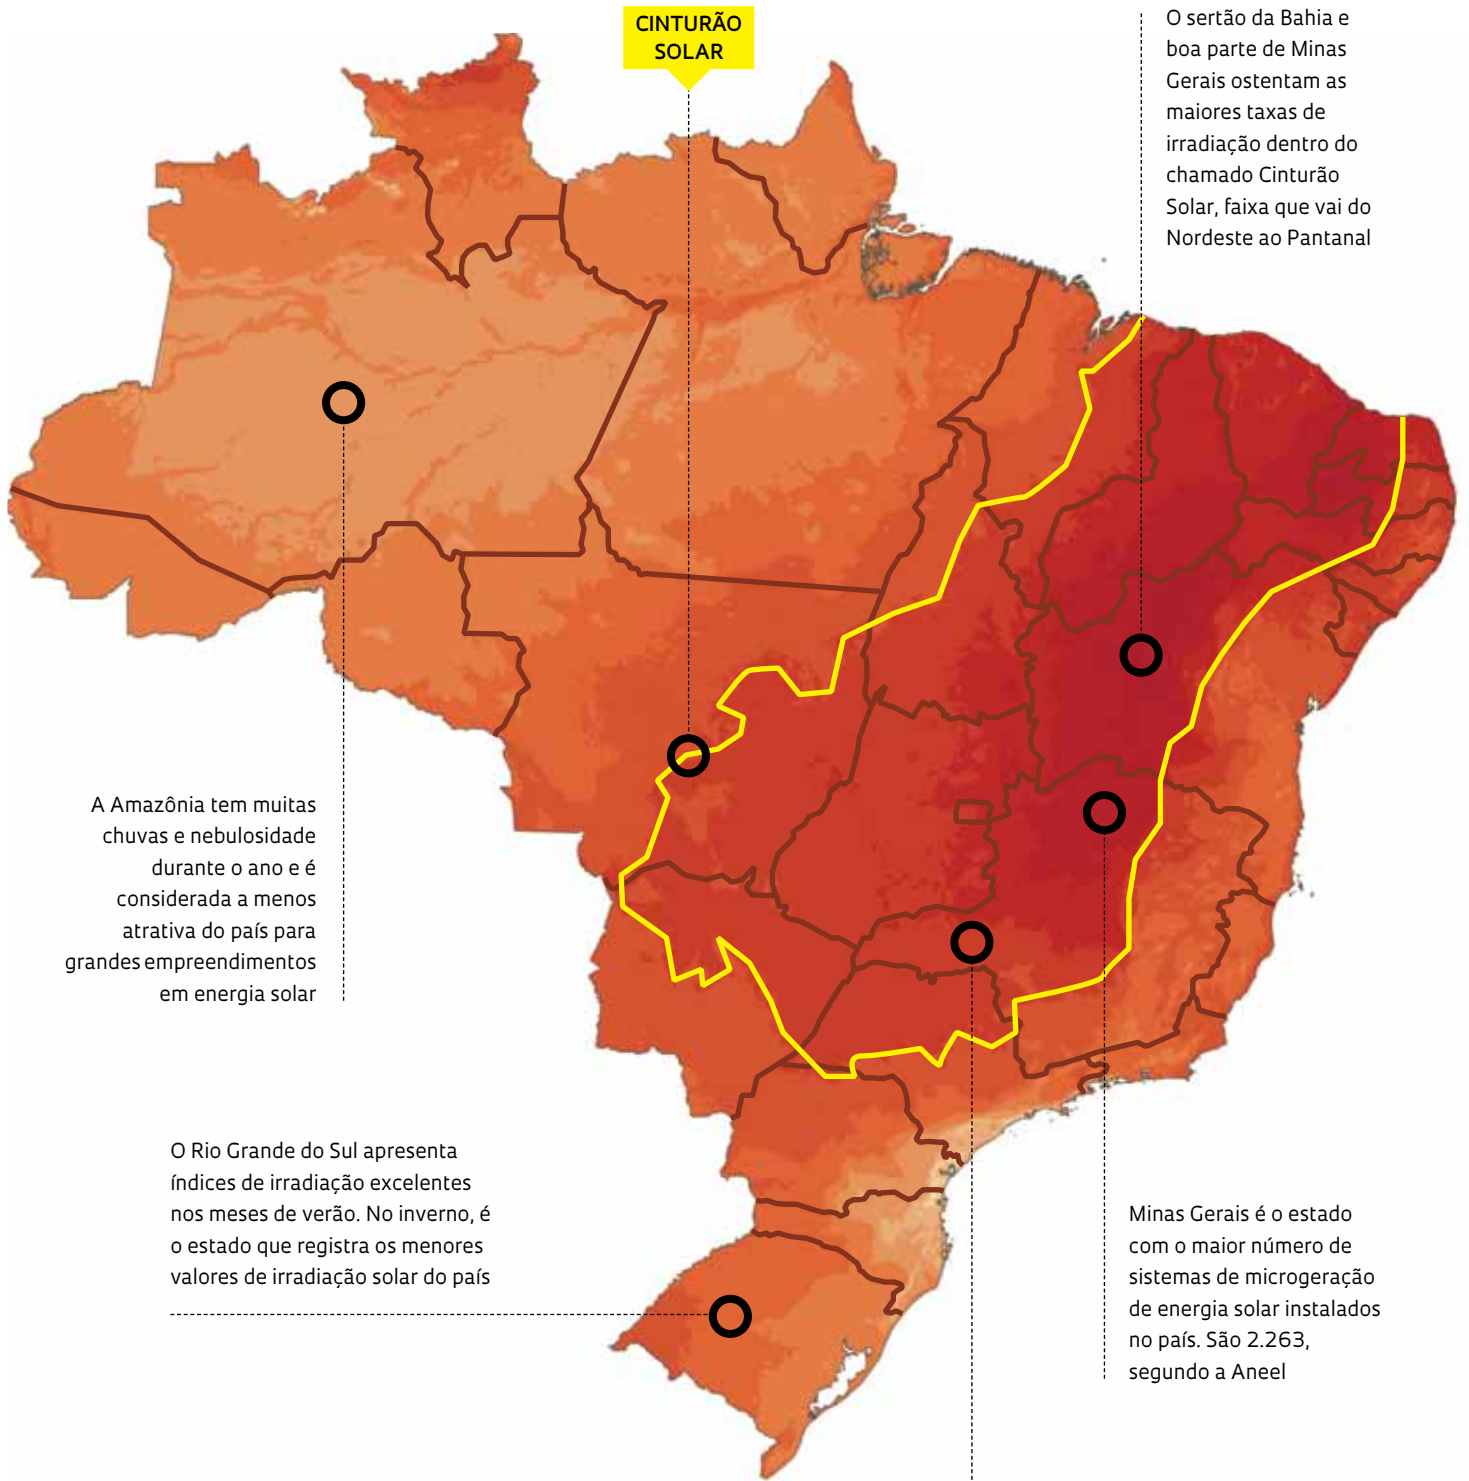 CINTURÃO
SOLAR
O sertão da Bahia e
boa parte de Minas
Gerais ostentam as
maiores taxas de
irradiação dentro do
chamado Cinturão
Solar, faixa que vai do
Nordeste ao Pantanal
A Amazônia tem muitas
chuvas e nebulosidade
durante o ano e é
considerada a menos
atrativa do país para
grandes empreendimentos
em energia solar
O Rio Grande do Sul apresenta
índices de irradiação excelentes
nos meses de verão. No inverno, é
o estado que registra os menores
valores de irradiação solar do país
Minas Gerais é o estado
com o maior número de
sistemas de microgeração
de energia solar instalados
no país. São 2.263,
segundo a Aneel